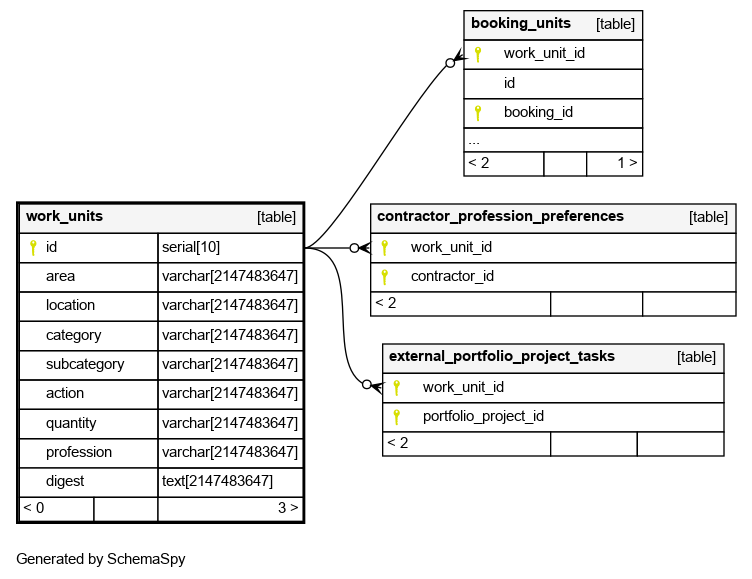 booking_units [table]
work_unit_id
id
booking_id
...
< 2 1 >
work_units [table]
id serial[10]
area varchar[2147483647]
location varchar[2147483647]
category varchar[2147483647]
subcategory varchar[2147483647]
action varchar[2147483647]
quantity varchar[2147483647]
profession varchar[2147483647]
digest text[2147483647]
< 0 3 >
contractor_profession_preferences [table]
work_unit_id
contractor_id
< 2
external_portfolio_project_tasks [table]
work_unit_id
portfolio_project_id
< 2
Generated by SchemaSpy